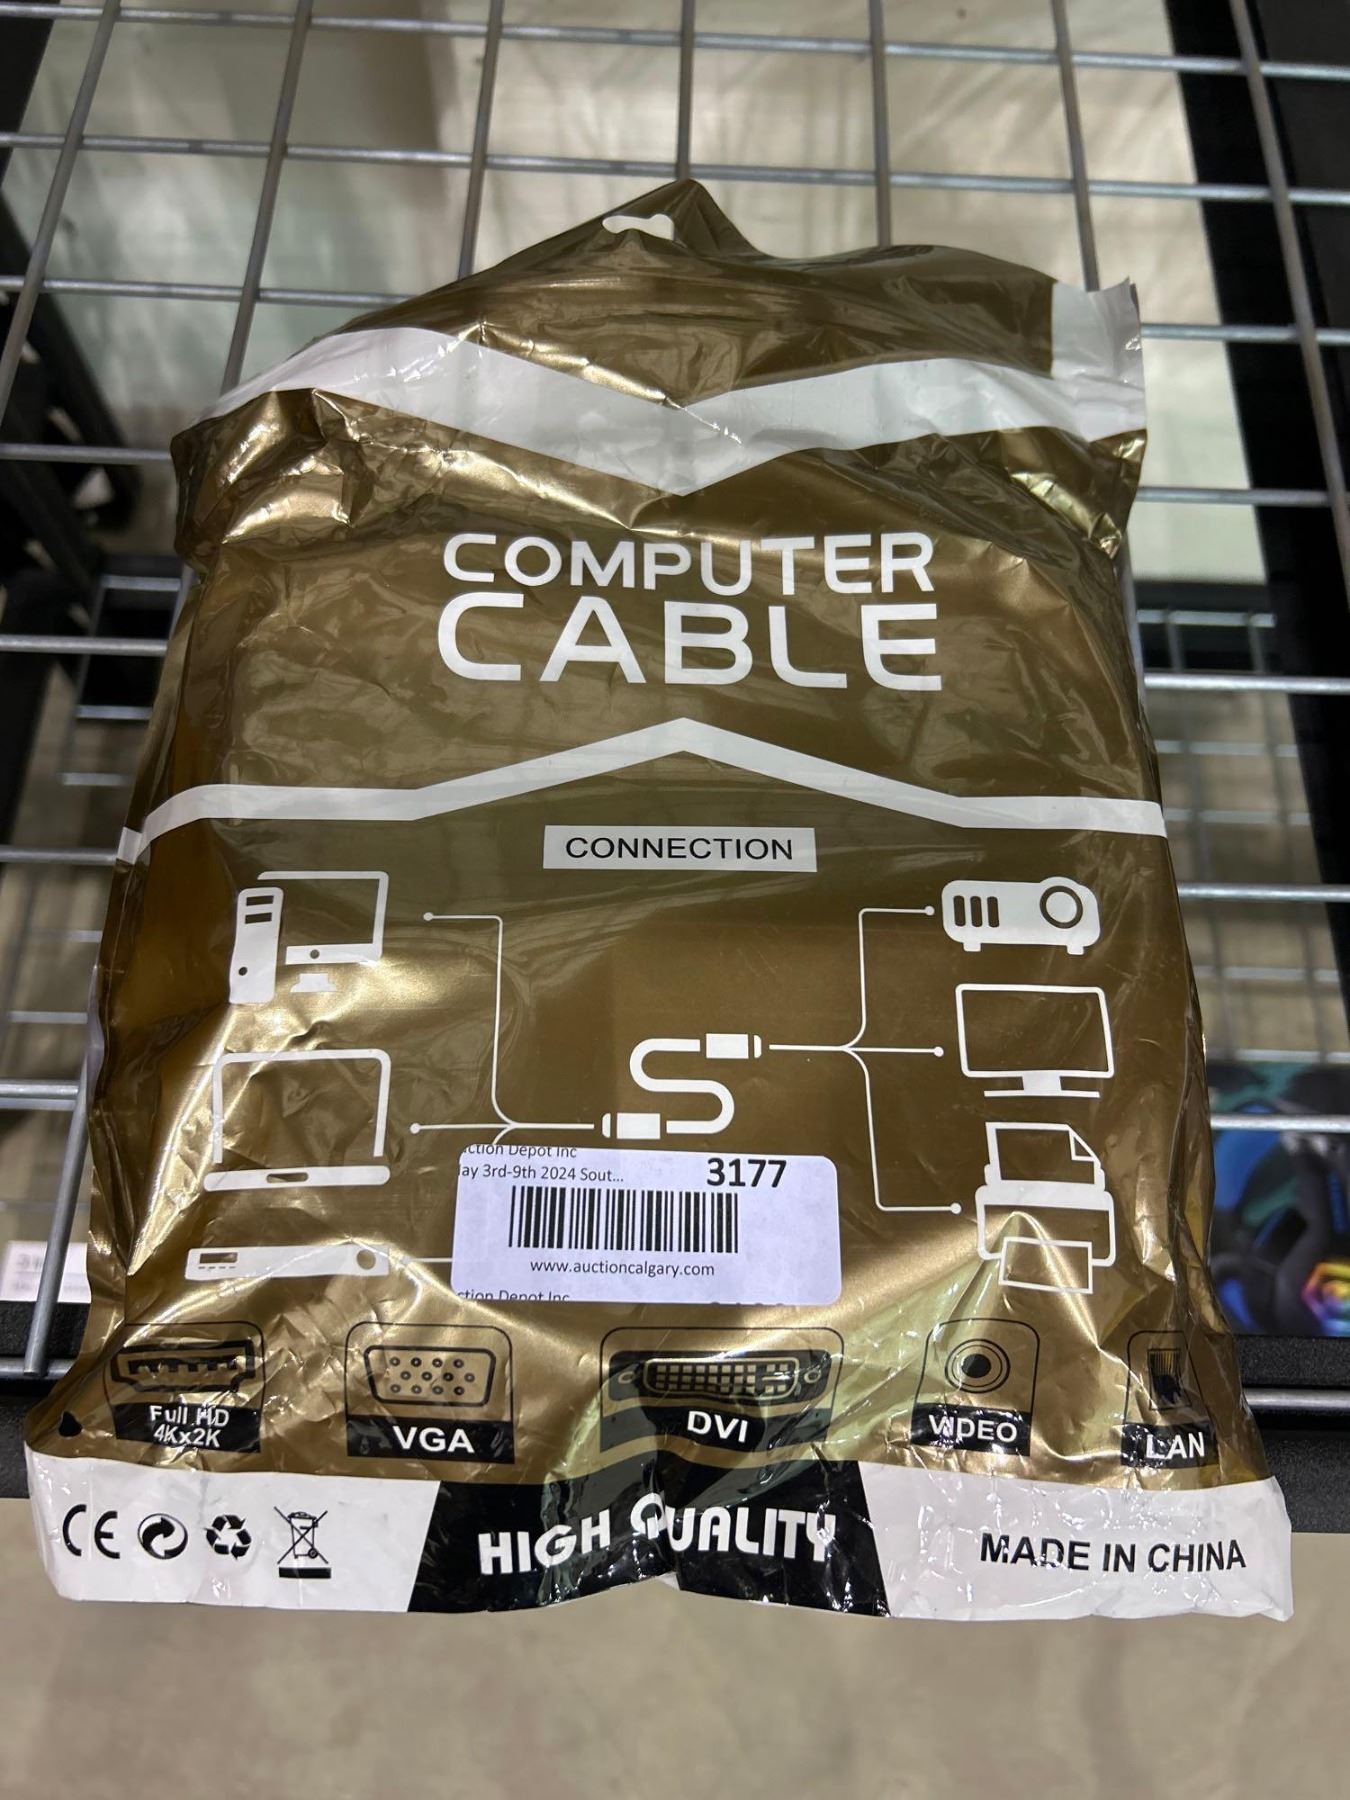 COMPUTER
CABLE
CONNECTION
ction Depot Inc
ay 3rd-9th 2024 Sout...
3177
www.auctioncalgary.com
ction Depot Inc
Full HD
4Kx2K
VGA
DVI
VIDEO
LAN
CE
HIGH QUALITY
MADE IN CHINA